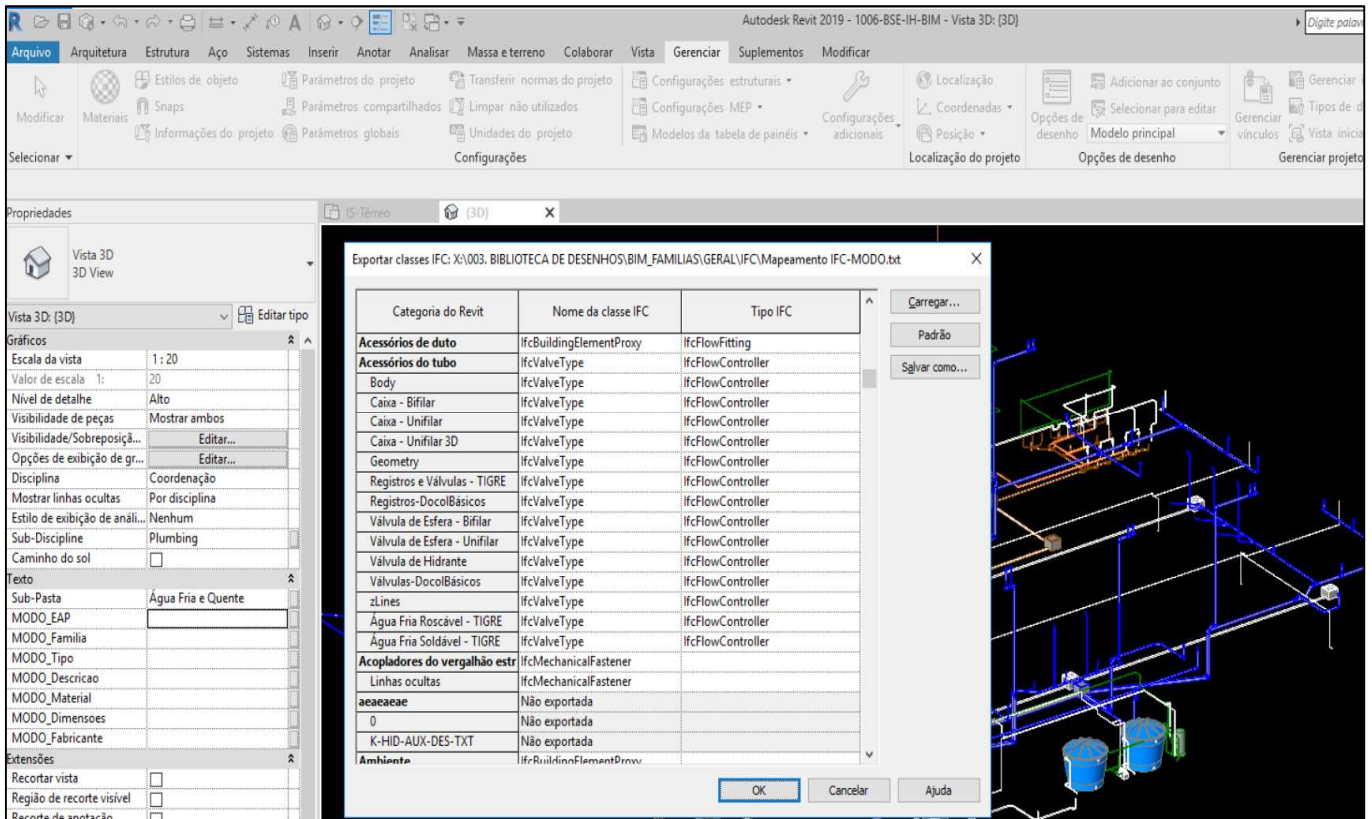 Autodesk Revit 2019 - 1006-BSE-IH-BIM - Vista 3D: {3D}
Digite palav
Arquivo Arquitetura Estrutura Aço Sistemas Inserir Anotar Analisar Massa e terreno Colaborar Vista Gerenciar Suplementos Modificar
Modificar
Materiais
Estilos de objeto
Snaps
Informações do projeto
Parâmetros do projeto
Parâmetros compartilhados
Parâmetros globais
Transferir normas do projeto
Limpar não utilizados
Unidades do projeto
Configurações estruturais
Configurações MEP
Modelos da tabela de painéis
Configurações adicionais
Localização
Coordenadas
Posição
Opções de desenho
Adicionar ao conjunto
Selecionar para editar
Modelo principal
Gerenciar vínculos
Gerenciar
Tipos de d
Vista inicia
Selecionar Configurações Localização do projeto Opções de desenho Gerenciar projeto
Propriedades
IS-Térreo {3D} X
Vista 3D
3D View
Vista 3D: {3D} Editar tipo
Gráficos
Escala da vista 1 : 20
Valor de escala 1: 20
Nível de detalhe Alto
Visibilidade de peças Mostrar ambos
Visibilidade/Sobreposiçã... Editar...
Opções de exibição de gr... Editar...
Disciplina Coordenação
Mostrar linhas ocultas Por disciplina
Estilo de exibição de análi... Nenhum
Sub-Discipline Plumbing
Caminho do sol
Texto
Sub-Pasta Água Fria e Quente
MODO_EAP
MODO_Familia
MODO_Tipo
MODO_Descricao
MODO_Material
MODO_Dimensoes
MODO_Fabricante
Extensões
Recortar vista
Região de recorte visível
Recorte de anotação
Exportar classes IFC: X:\003. BIBLIOTECA DE DESENHOS\BIM_FAMILIAS\GERAL\IFC\Mapeamento IFC-MODO.txt X
Categoria do Revit Nome da classe IFC Tipo IFC
Acessórios de duto IfcBuildingElementProxy IfcFlowFitting
Acessórios do tubo IfcValveType IfcFlowController
Body IfcValveType IfcFlowController
Caixa - Bifilar IfcValveType IfcFlowController
Caixa - Unifilar IfcValveType IfcFlowController
Caixa - Unifilar 3D IfcValveType IfcFlowController
Geometry IfcValveType IfcFlowController
Registros e Válvulas - TIGRE IfcValveType IfcFlowController
Registros-DocolBásicos IfcValveType IfcFlowController
Válvula de Esfera - Bifilar IfcValveType IfcFlowController
Válvula de Esfera - Unifilar IfcValveType IfcFlowController
Válvula de Hidrante IfcValveType IfcFlowController
Válvulas-DocolBásicos IfcValveType IfcFlowController
zLines IfcValveType IfcFlowController
Água Fria Roscável - TIGRE IfcValveType IfcFlowController
Água Fria Soldável - TIGRE IfcValveType IfcFlowController
Acopladores do vergalhão estr IfcMechanicalFastener
Linhas ocultas IfcMechanicalFastener
aeaeaeae Não exportada
0 Não exportada
K-HID-AUX-DES-TXT Não exportada
Ambiente IfcBuildingElementProxy
Carregar...
Padrão
Salvar como...
OK Cancelar Ajuda